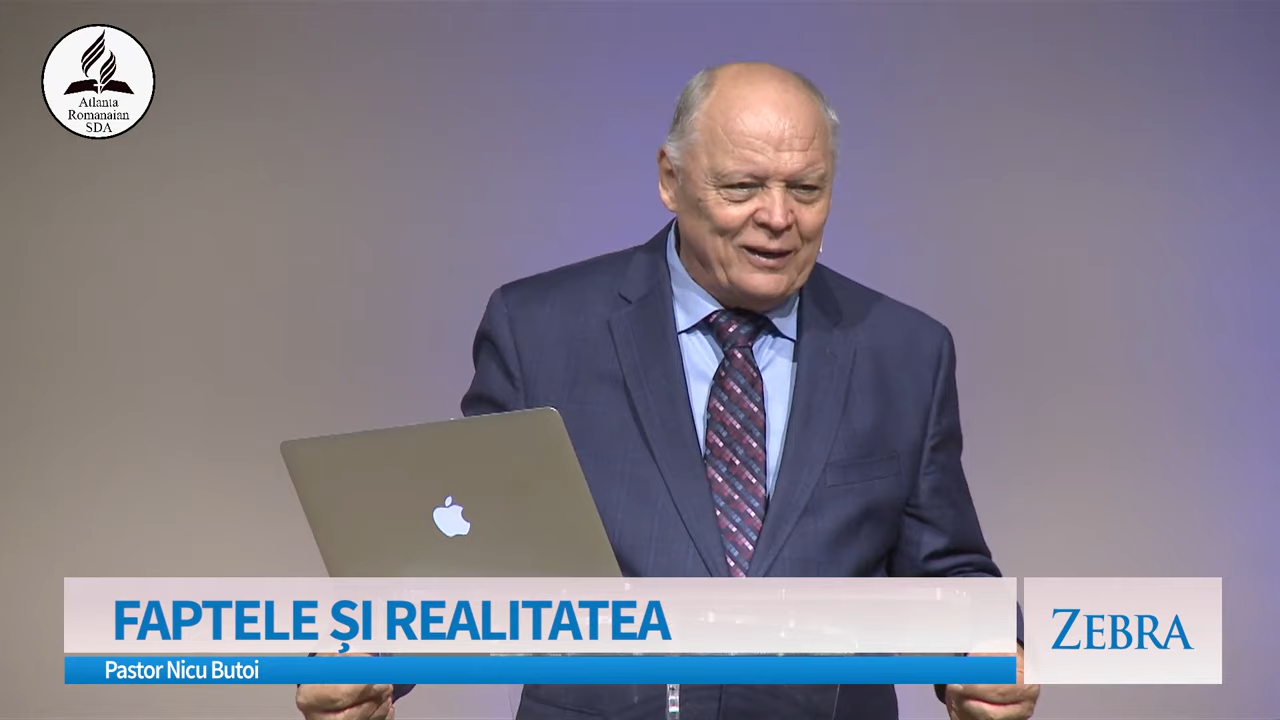 Atlanta
Romanaian
SDA
FAPTELE ȘI REALITATEA
Pastor Nicu Butoi
ZEBRA